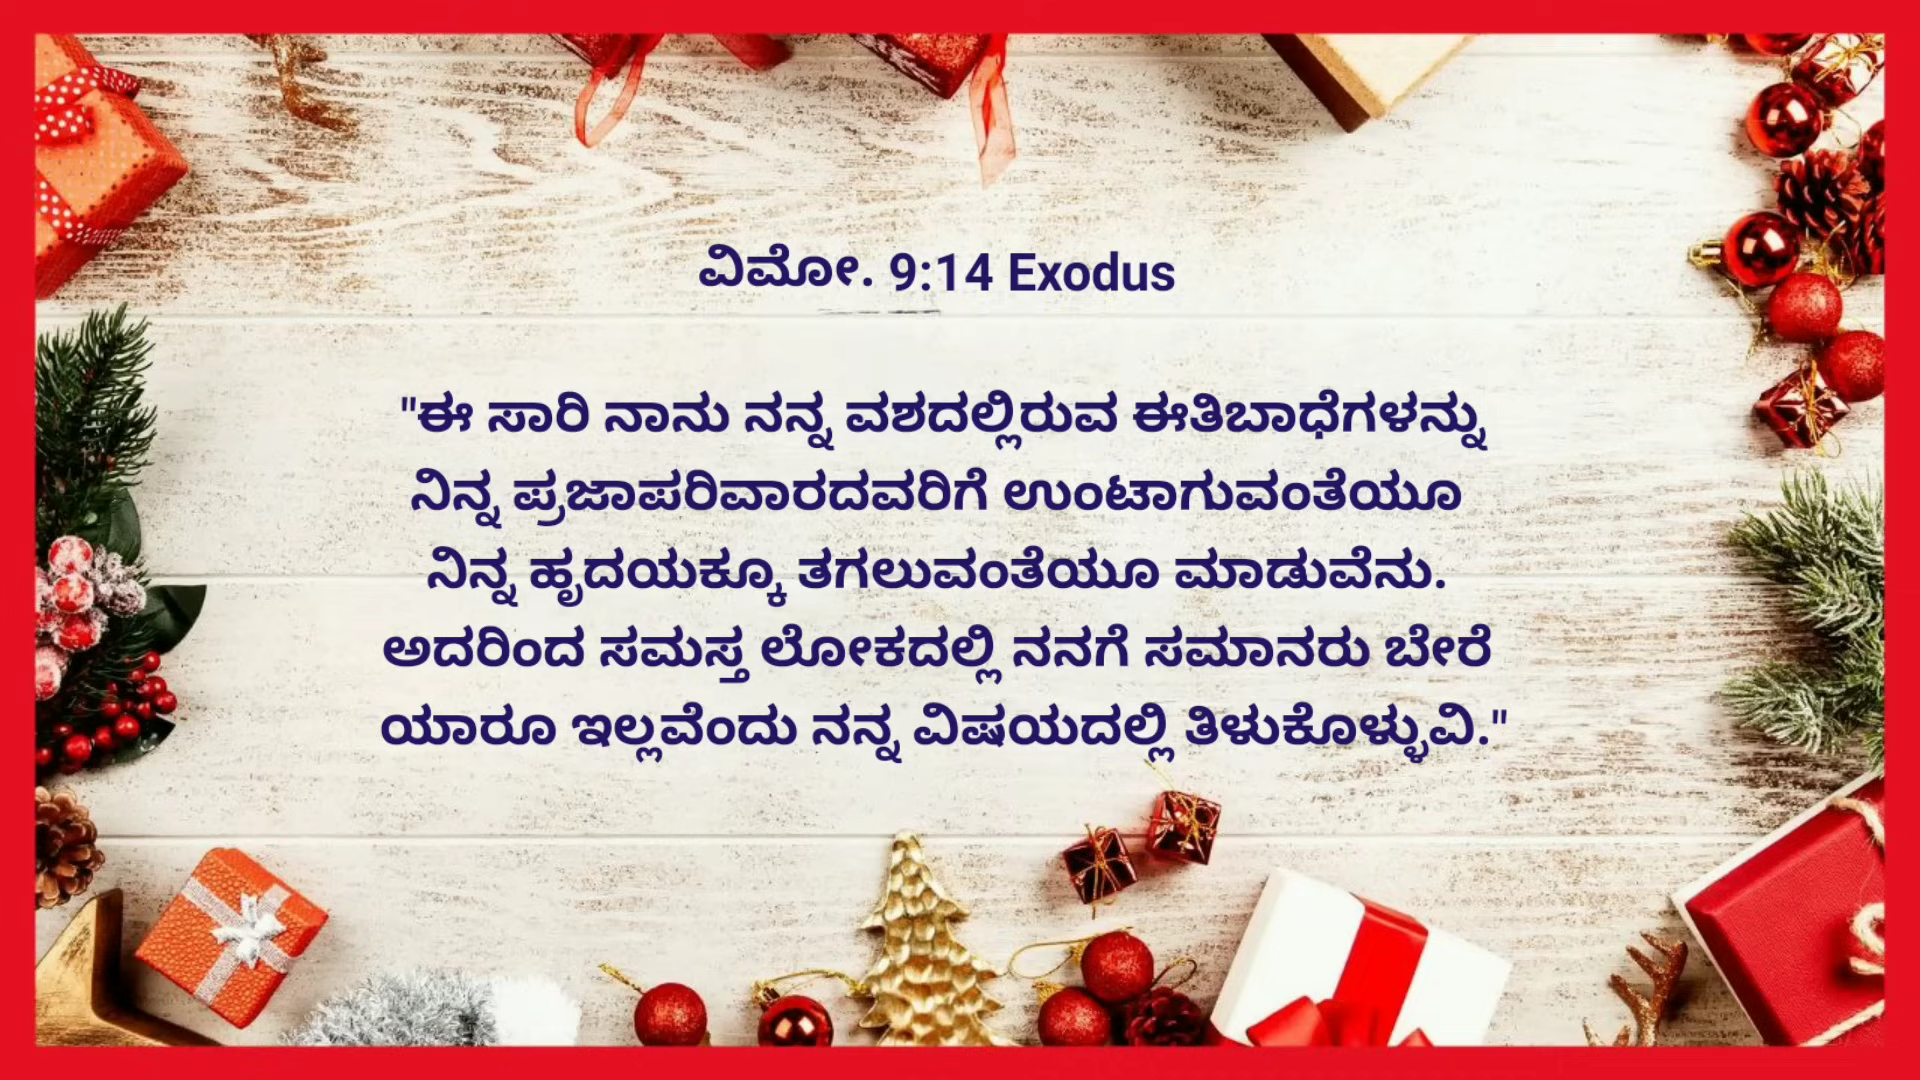 ವಿಮೋ. 9:14 Exodus
"ಈ ಸಾರಿ ನಾನು ನನ್ನ ವಶದಲ್ಲಿರುವ ಈತಿಬಾಧೆಗಳನ್ನು
ನಿನ್ನ ಪ್ರಜಾಪರಿವಾರದವರಿಗೆ ಉಂಟಾಗುವಂತೆಯೂ
ನಿನ್ನ ಹೃದಯಕ್ಕೂ ತಗಲುವಂತೆಯೂ ಮಾಡುವೆನು.
ಅದರಿಂದ ಸಮಸ್ತ ಲೋಕದಲ್ಲಿ ನನಗೆ ಸಮಾನರು ಬೇರೆ
ಯಾರೂ ಇಲ್ಲವೆಂದು ನನ್ನ ವಿಷಯದಲ್ಲಿ ತಿಳುಕೊಳ್ಳುವಿ."